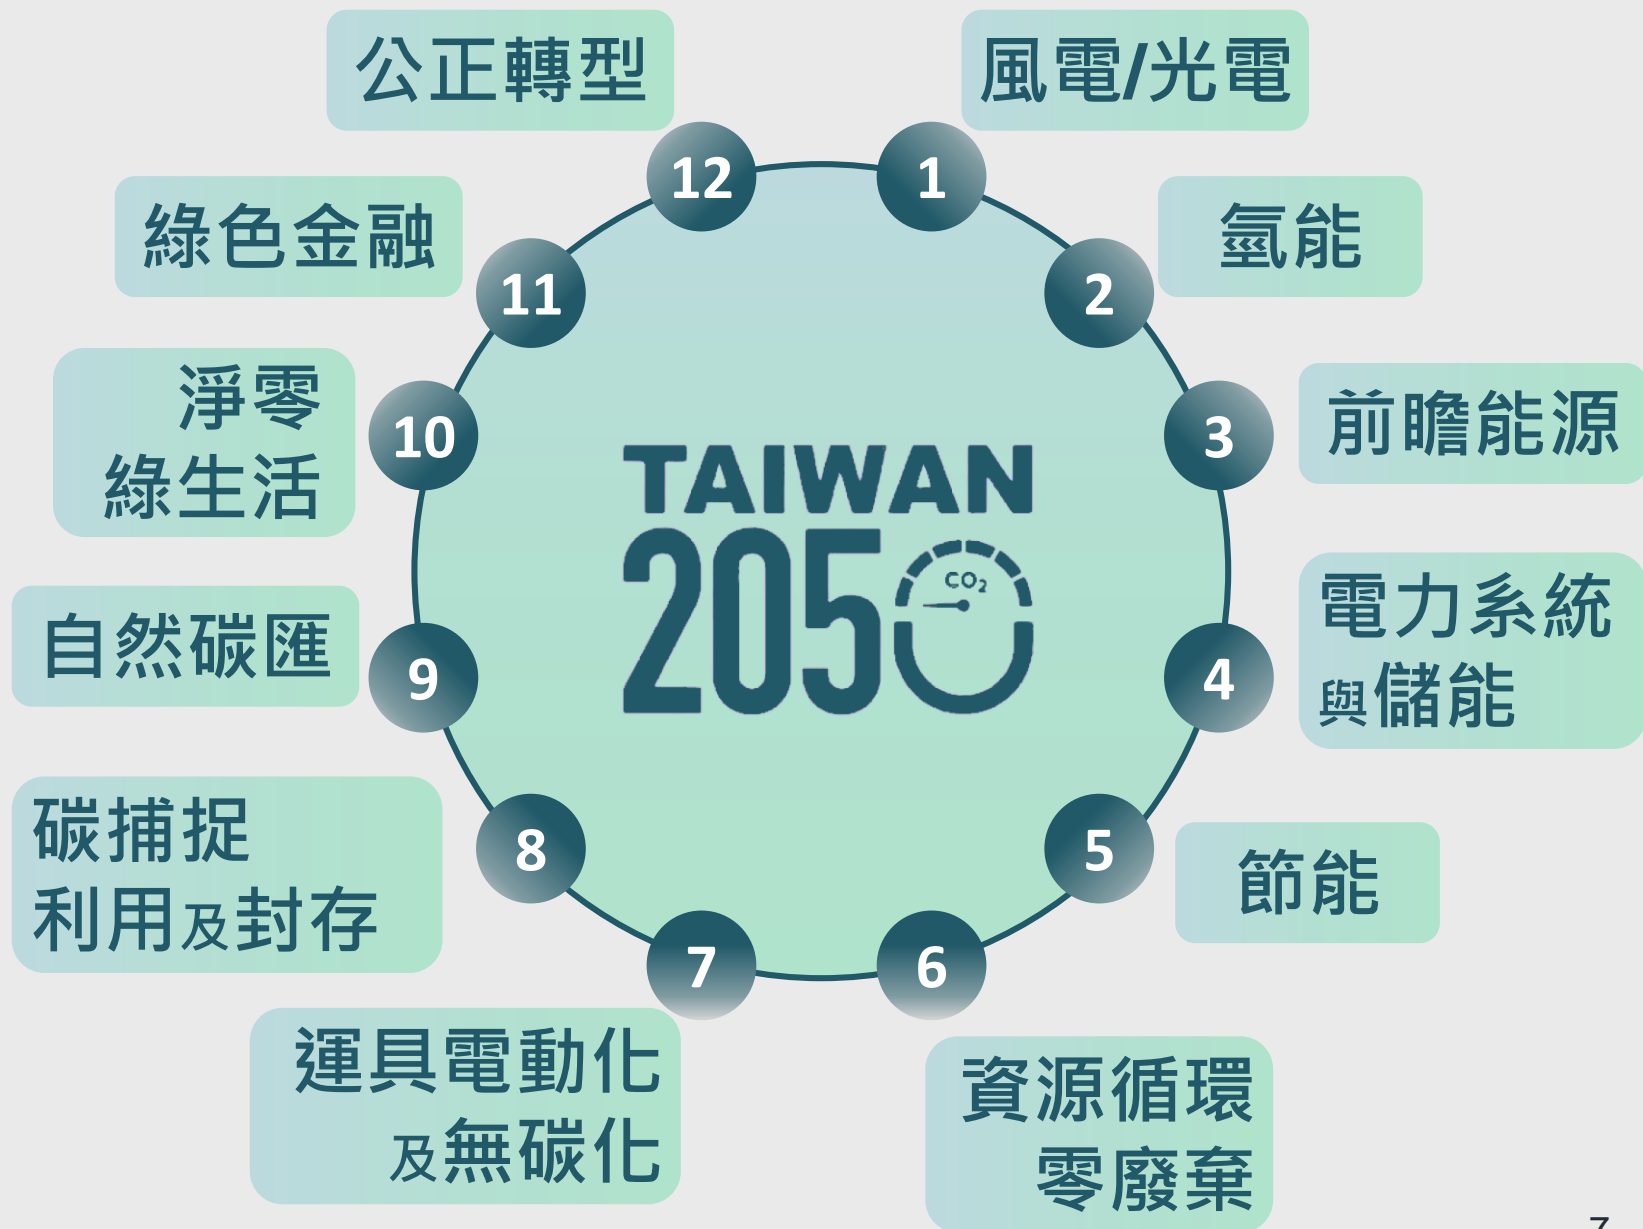 公正轉型
12
風電/光電
1
綠色金融
11
氫能
2
淨零
綠生活
10
前瞻能源
3
TAIWAN
2050
CO₂
自然碳匯
9
電力系統
與儲能
4
碳捕捉
利用及封存
8
節能
5
運具電動化
及無碳化
7
資源循環
零廢棄
6